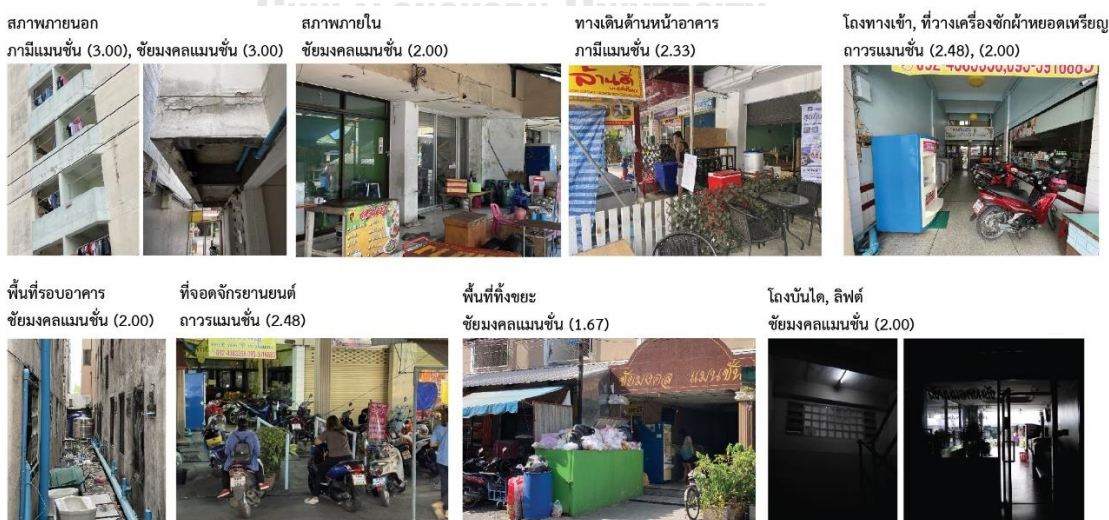 สภาพภายนอก
ภามีแมนชั่น (3.00), ชัยมงคลแมนชั่น (3.00)
สภาพภายใน
ชัยมงคลแมนชั่น (2.00)
ทางเดินด้านหน้าอาคาร
ภามีแมนชั่น (2.33)
โถงทางเข้า, ที่วางเครื่องซักผ้าหยอดเหรียญ
ถาวรแมนชั่น (2.48), (2.00)
พื้นที่รอบอาคาร
ชัยมงคลแมนชั่น (2.00)
ที่จอดจักรยานยนต์
ถาวรแมนชั่น (2.48)
พื้นที่ทิ้งขยะ
ชัยมงคลแมนชั่น (1.67)
ชัยมงคล แมนชั่น
โถงบันได, ลิฟต์
ชัยมงคลแมนชั่น (2.00)